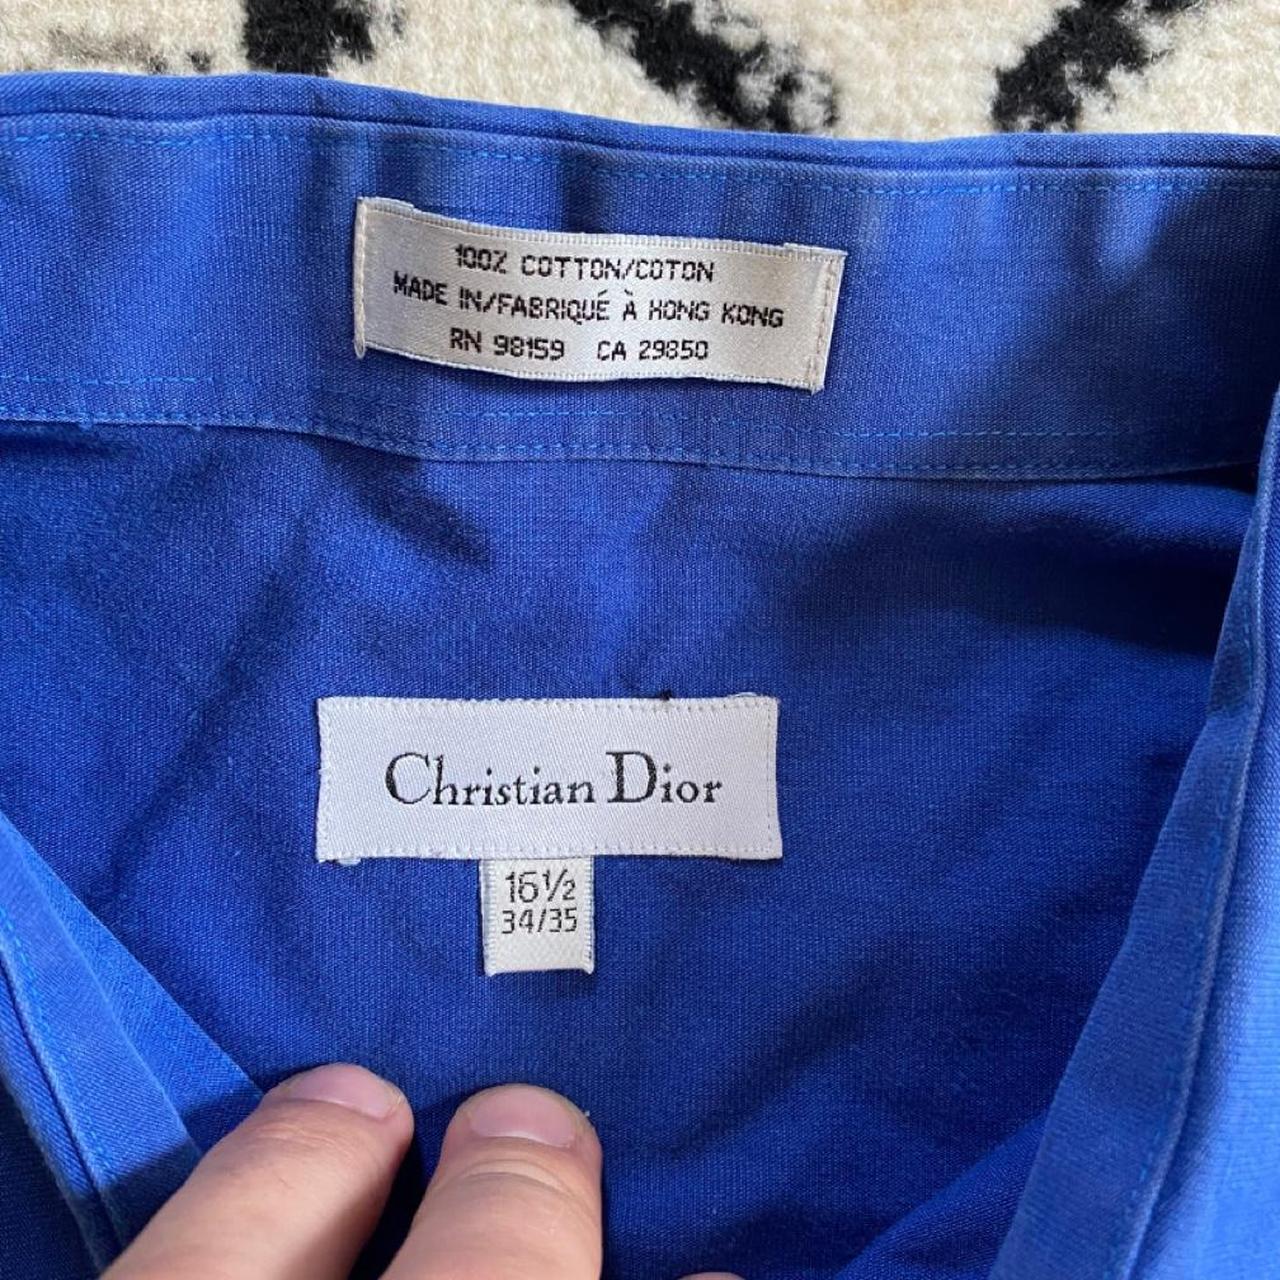 100% COTTON/COTON
MADE IN/FABRIQUÉ À HONG KONG
RN 98159 CA 29850
Christian Dior
16½
34/35